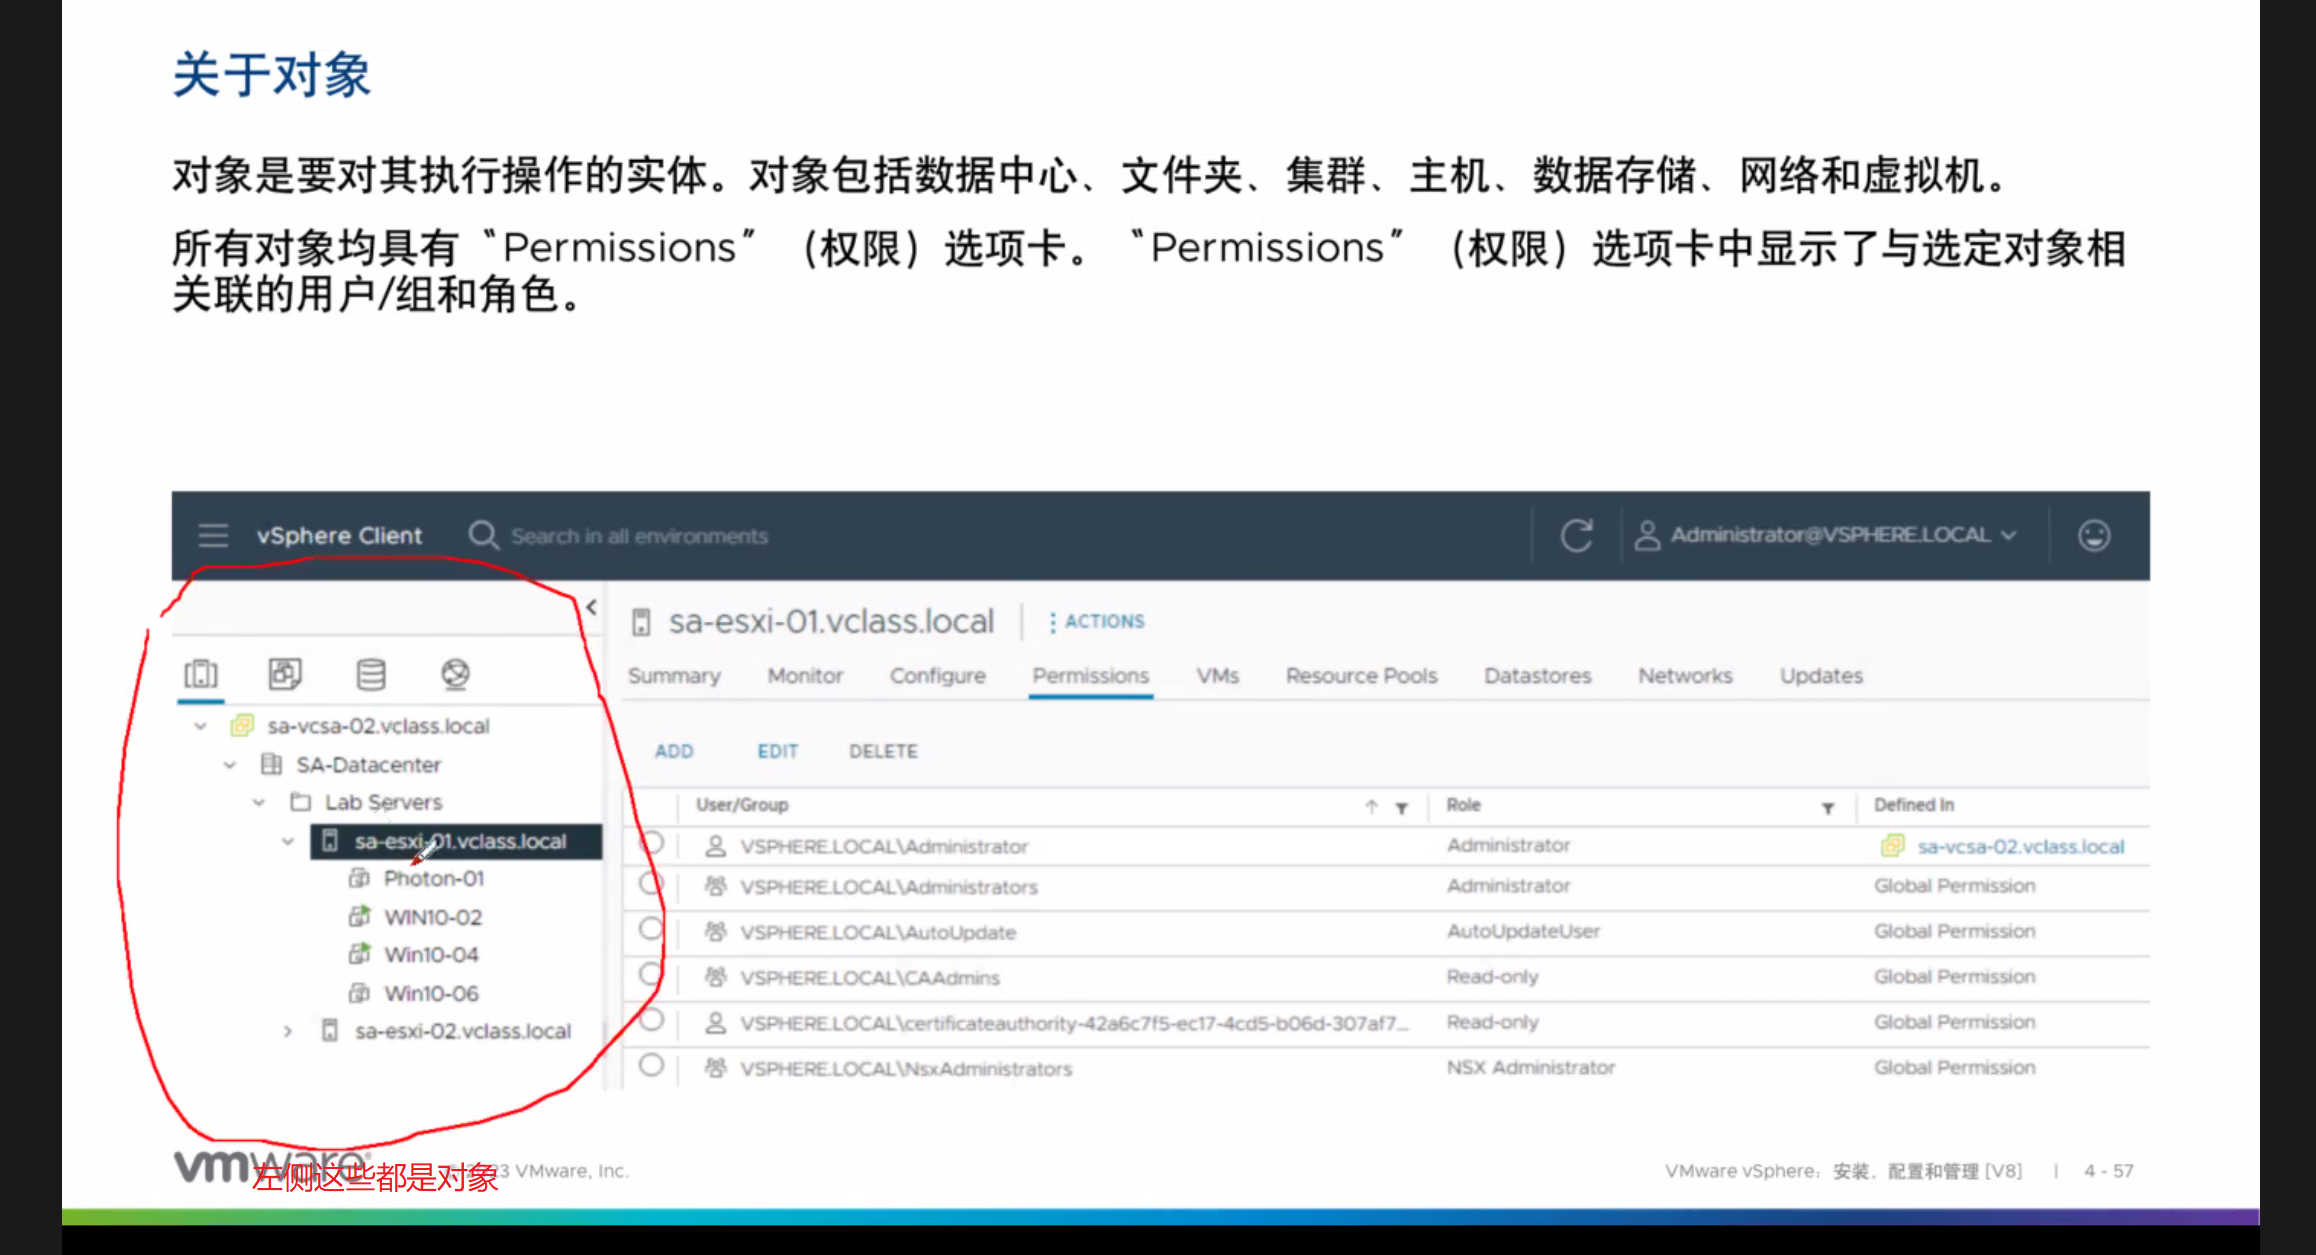 关于对象
对象是要对其执行操作的实体。对象包括数据中心、文件夹、集群、主机、数据存储、网络和虚拟机。
所有对象均具有“Permissions”（权限）选项卡。“Permissions”（权限）选项卡中显示了与选定对象相
关联的用户/组和角色。
vSphere Client Search in all environments Administrator@VSPHERE.LOCAL
sa-esxi-01.vclass.local ACTIONS
Summary Monitor Configure Permissions VMs Resource Pools Datastores Networks Updates
sa-vcsa-02.vclass.local
SA-Datacenter
Lab Servers
sa-esxi-01.vclass.local
Photon-01
WIN10-02
Win10-04
Win10-06
sa-esxi-02.vclass.local
ADD EDIT DELETE
User/Group Role Defined In
VSPHERE.LOCAL\Administrator Administrator sa-vcsa-02.vclass.local
VSPHERE.LOCAL\Administrators Administrator Global Permission
VSPHERE.LOCAL\AutoUpdate AutoUpdateUser Global Permission
VSPHERE.LOCAL\CAAdmins Read-only Global Permission
VSPHERE.LOCAL\certificateauthority-42a6c7f5-ec17-4cd5-b06d-307af7... Read-only Global Permission
VSPHERE.LOCAL\NsxAdministrators NSX Administrator Global Permission
vmware
左侧这些都是对象
3 VMware, Inc.
VMware vSphere：安装、配置和管理 [V8] | 4 - 57